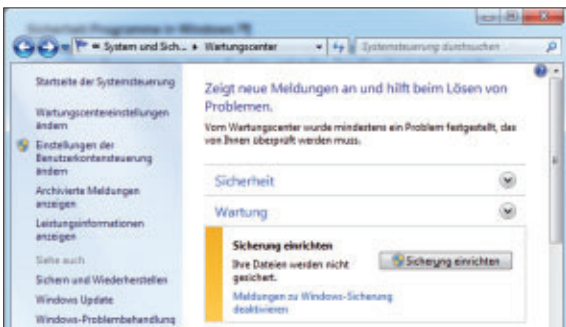 System und Sich... ▸ Wartungscenter
Systemsteuerung durchsuchen
Startseite der Systemsteuerung
Wartungscentereinstellungen
ändern
Einstellungen der
Benutzerkontensteuerung
ändern
Archivierte Meldungen
anzeigen
Leistungsinformationen
anzeigen
Siehe auch
Sichern und Wiederherstellen
Windows Update
Windows-Problembehandlung
Zeigt neue Meldungen an und hilft beim Lösen von
Problemen.
Vom Wartungscenter wurde mindestens ein Problem festgestellt, das
von Ihnen überprüft werden muss.
Sicherheit
Wartung
Sicherung einrichten
Ihre Dateien werden nicht
gesichert.
Sicherung einrichten
Meldungen zu Windows-Sicherung
deaktivieren